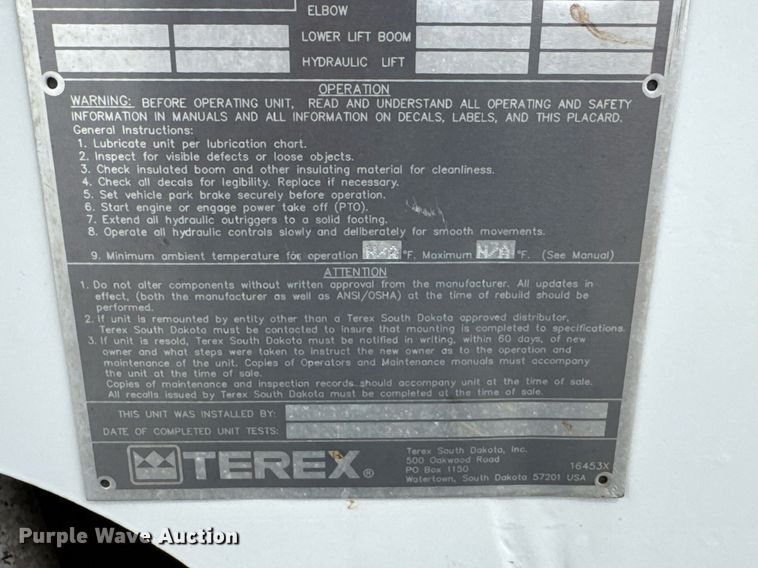 ELBOW
LOWER LIFT BOOM
HYDRAULIC LIFT
OPERATION
WARNING: BEFORE OPERATING UNIT, READ AND UNDERSTAND ALL OPERATING AND SAFETY
INFORMATION IN MANUALS AND ALL INFORMATION ON DECALS, LABELS, AND THIS PLACARD.
General Instructions:
1. Lubricate unit per lubrication chart.
2. Inspect for visible defects or loose objects.
3. Check insulated boom and other insulating material for cleanliness.
4. Check all decals for legibility. Replace if necessary.
5. Set vehicle park brake securely before operation.
6. Start engine or engage power take off (PTO).
7. Extend all hydraulic outriggers to a solid footing.
8. Operate all hydraulic controls slowly and deliberately for smooth movements.
9. Minimum ambient temperature for operation N/A °F. Maximum N/A °F. (See Manual)
ATTENTION
1. Do not alter components without written approval from the manufacturer. All updates in
effect, (both the manufacturer as well as ANSI/OSHA) at the time of rebuild should be
performed.
2. If unit is remounted by entity other than a Terex South Dakota approved distributor,
Terex South Dakota must be contacted to insure that mounting is completed to specifications.
3. If unit is resold, Terex South Dakota must be notified in writing, within 60 days, of new
owner and what steps were taken to instruct the new owner as to the operation and
maintenance of the unit. Copies of Operators and Maintenance manuals must accompany
the unit at the time of sale.
Copies of maintenance and inspection records should accompany unit at the time of sale.
All recalls issued by Terex South Dakota must be completed at the time of sale.
THIS UNIT WAS INSTALLED BY:
DATE OF COMPLETED UNIT TESTS:
TEREX®
Terex South Dakota, Inc.
500 Oakwood Road
PO Box 1150
Watertown, South Dakota 57201 USA
16453X
Purple Wave Auction